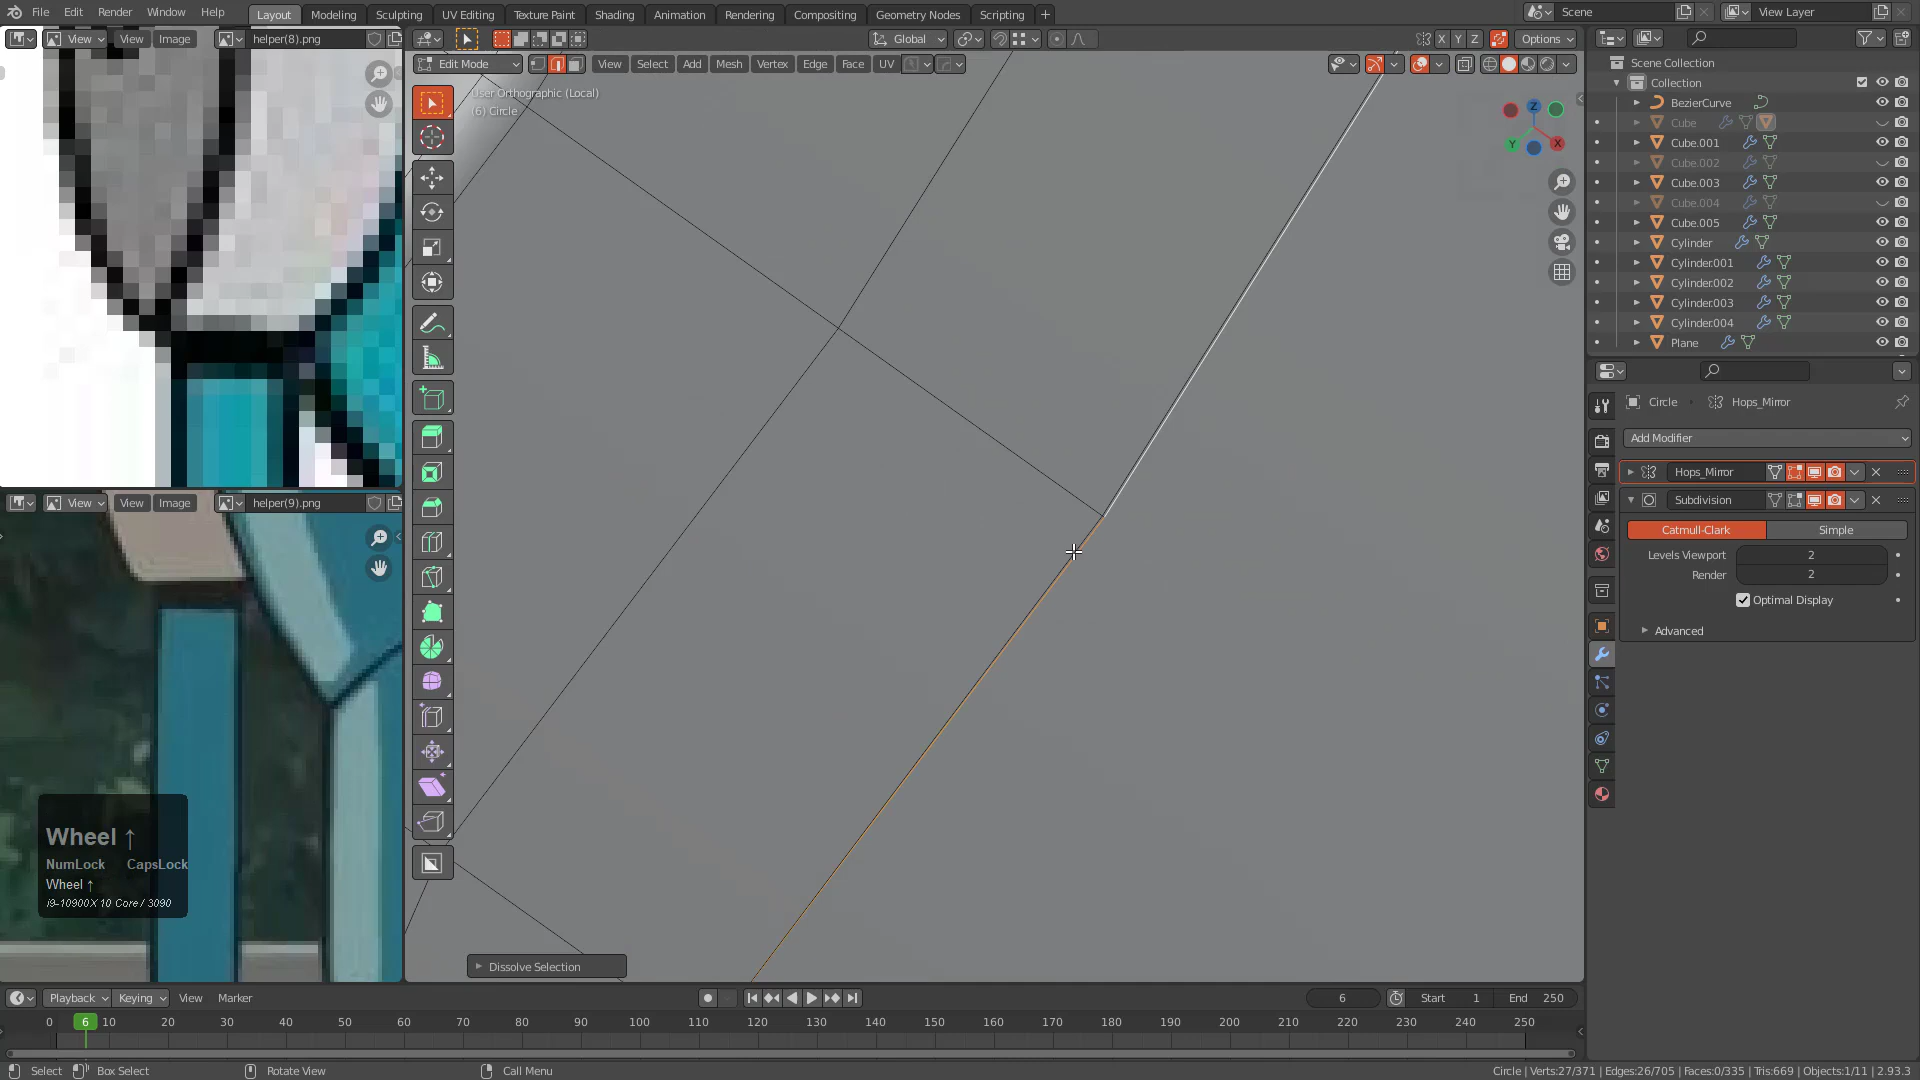 File Edit Render Window Help
Layout Modeling Sculpting UV Editing Texture Paint Shading Animation Rendering Compositing Geometry Nodes Scripting +
Scene
View Layer
View View Image helper(8).png
Global
X Y Z
Options
Edit Mode View Select Add Mesh Vertex Edge Face UV
User Orthographic (Local)
(6) Circle
Z
Y
X
Scene Collection
Collection
BezierCurve
Cube
Cube.001
Cube.002
Cube.003
Cube.004
Cube.005
Cylinder
Cylinder.001
Cylinder.002
Cylinder.003
Cylinder.004
Plane
Circle Hops_Mirror
Add Modifier
Hops_Mirror
Subdivision
Catmull-Clark Simple
Levels Viewport 2
Render 2
Optimal Display
Advanced
View View Image helper(9).png
Wheel ↑
NumLock CapsLock
Wheel ↑
i9-10900X 10 Core / 3090
Dissolve Selection
Playback Keying View Marker
6
Start 1
End 250
0 6 10 20 30 40 50 60 70 80 90 100 110 120 130 140 150 160 170 180 190 200 210 220 230 240 250
Select Box Select Rotate View Call Menu
Circle | Verts:27/371 | Edges:26/705 | Faces:0/335 | Tris:669 | Objects:1/11 | 2.93.3